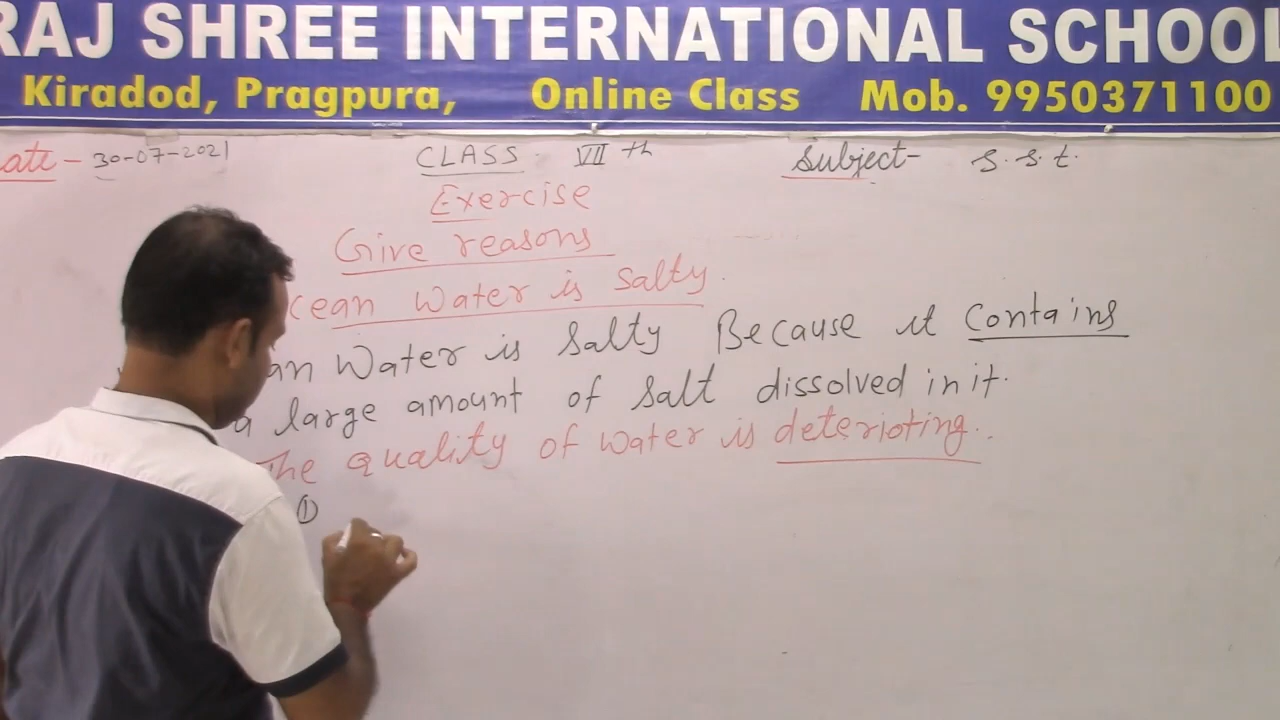 RAJ SHREE INTERNATIONAL SCHOOL
Kiradod, Pragpura, Online Class Mob. 9950371100
ate - 30-07-2021 CLASS VII th Subject- S.S.t.
Exercise
Give reasons
cean Water is Salty.
an Water is Salty Because it Contains
a large amount of Salt dissolved in it.
The quality of water is deterioting..
①